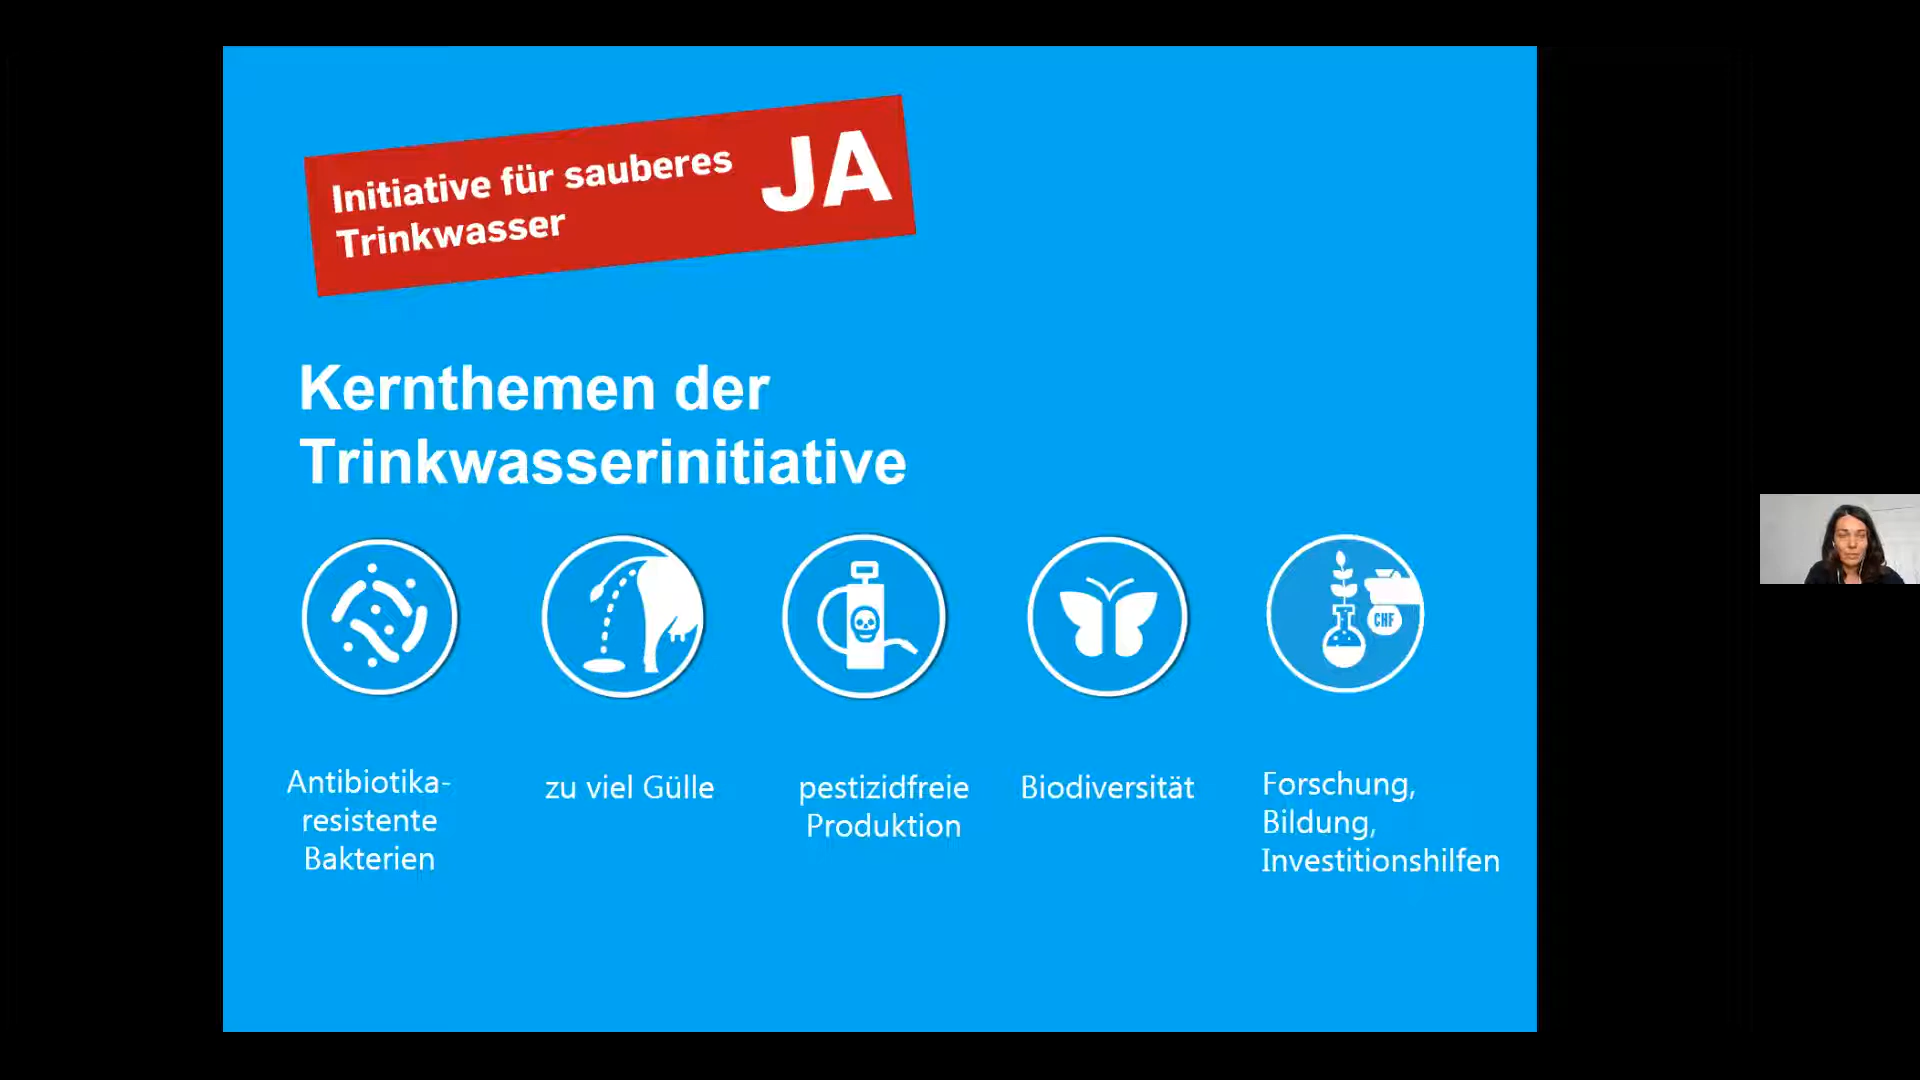 Initiative für sauberes
Trinkwasser
JA
Kernthemen der
Trinkwasserinitiative
CHF
Antibiotika-
resistente
Bakterien
zu viel Gülle
pestizidfreie
Produktion
Biodiversität
Forschung,
Bildung,
Investitionshilfen